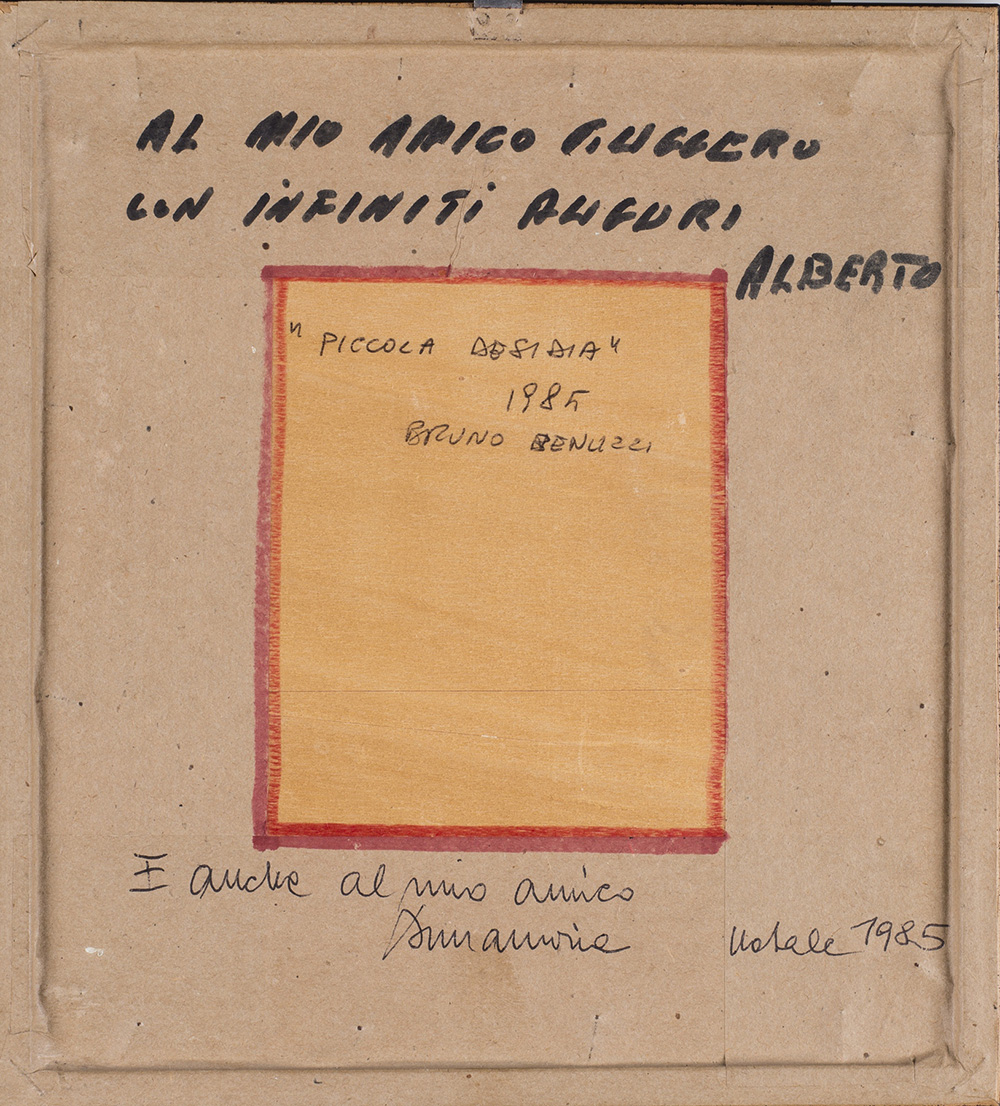 AL MIO AMICO RUGGERO
CON INFINITI AUGURI
ALBERTO
"PICCOLA DESIDIA"
1985
BRUNO BENUZZI
E anche al mio amico
Annamaria
Natale 1985